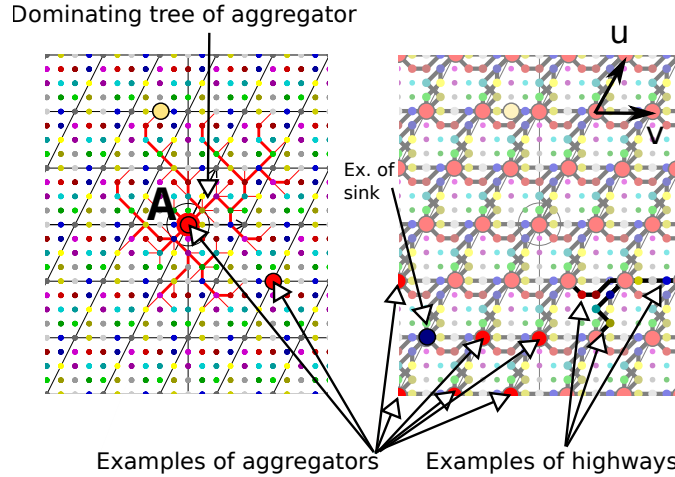 Dominating tree of aggregator
u
v
Ex. of
sink
A
Examples of aggregators
Examples of highways